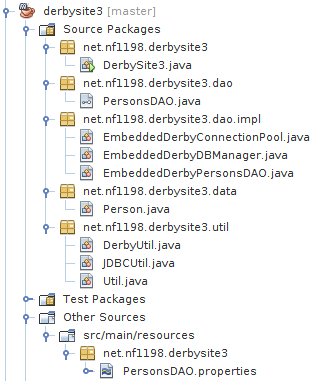 derbysite3 [master]
Source Packages
net.nf1198.derbysite3
DerbySite3.java
net.nf1198.derbysite3.dao
PersonsDAO.java
net.nf1198.derbysite3.dao.impl
EmbeddedDerbyConnectionPool.java
EmbeddedDerbyDBManager.java
EmbeddedDerbyPersonsDAO.java
net.nf1198.derbysite3.data
Person.java
net.nf1198.derbysite3.util
DerbyUtil.java
JDBCUtil.java
Util.java
Test Packages
Other Sources
src/main/resources
net.nf1198.derbysite3
PersonsDAO.properties